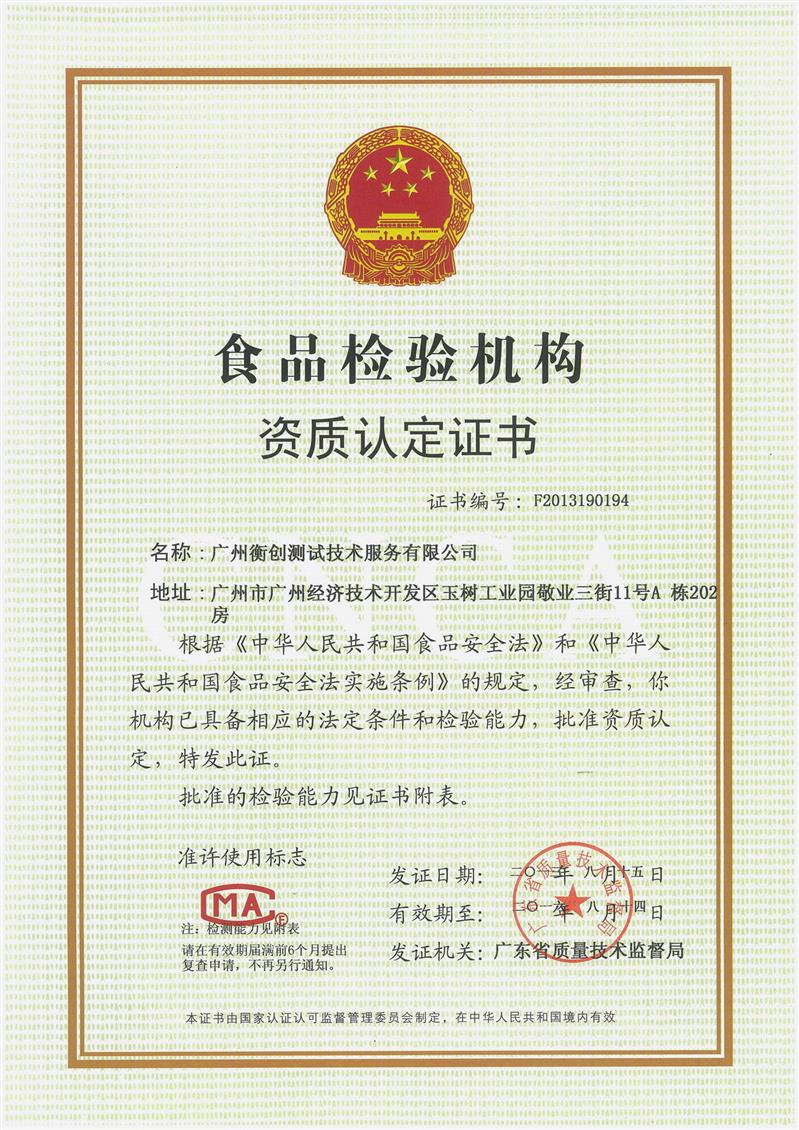 食品检验机构
资质认定证书
证书编号：F2013190194
名称：广州衡创测试技术服务有限公司
地址：广州市广州经济技术开发区玉树工业园敬业三街11号A 栋202
房
CNCA
根据《中华人民共和国食品安全法》和《中华人
民共和国食品安全法实施条例》的规定，经审查，你
机构已具备相应的法定条件和检验能力，批准资质认
定，特发此证。
批准的检验能力见证书附表。
准许使用标志
MA F
注：检测能力见附表
请在有效期届满前6个月提出
复查申请，不再另行通知。
发证日期：二〇一 年 八 月十五 日
有效期至：二〇一六 年 八 月十四 日
发证机关：广东省质量技术监督局
广东省质量技术监督局
本证书由国家认证认可监督管理委员会制定，在中华人民共和国境内有效